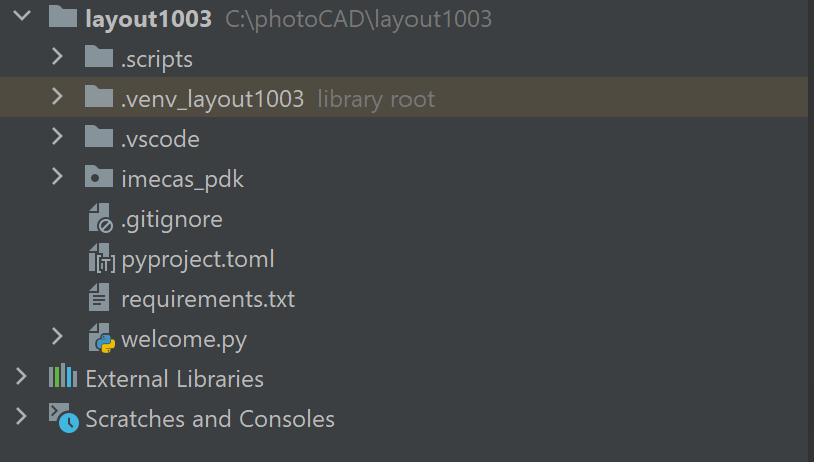 layout1003 C:\photoCAD\layout1003
.scripts
.venv_layout1003 library root
.vscode
imecas_pdk
.gitignore
pyproject.toml
requirements.txt
welcome.py
External Libraries
Scratches and Consoles